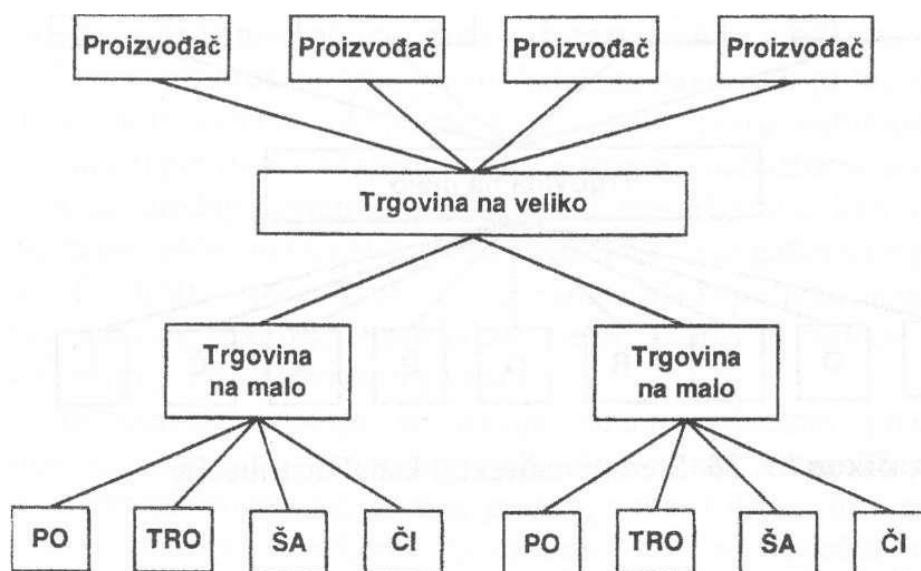 Proizvođač Proizvođač Proizvođač Proizvođač
Trgovina na veliko
Trgovina
na malo
Trgovina
na malo
PO TRO ŠA ČI PO TRO ŠA ČI